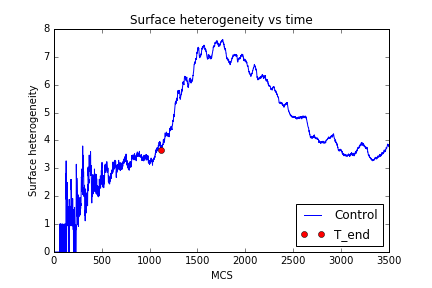 Surface heterogeneity vs time
8
7
6
5
4
3
2
1
0
Surface heterogeneity
0 500 1000 1500 2000 2500 3000 3500
MCS
Control
T_end